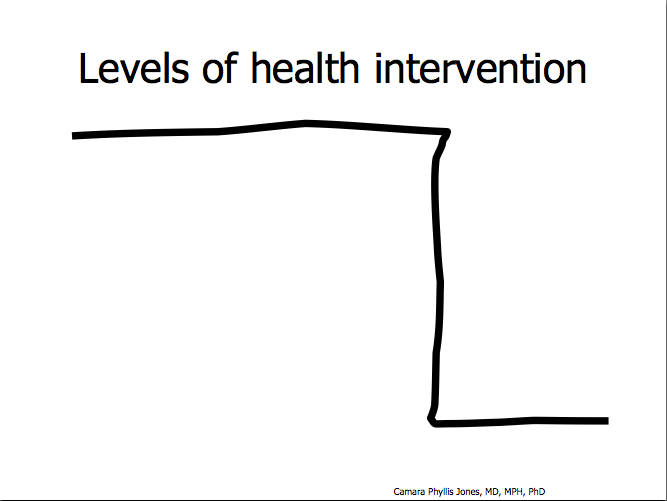 Levels of health intervention
Camara Phyllis Jones, MD, MPH, PhD